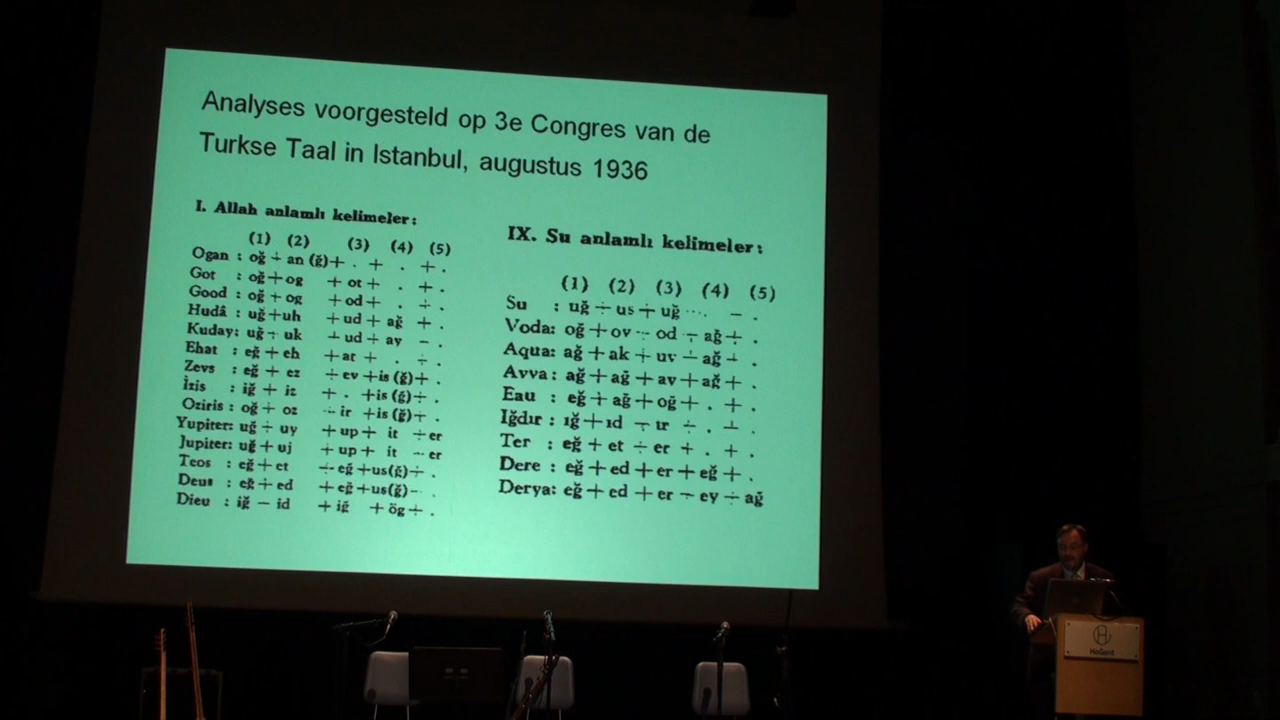 Analyses voorgesteld op 3e Congres van de
Turkse Taal in Istanbul, augustus 1936
I. Allah anlamlı kelimeler:
(1) (2) (3) (4) (5)
Ogan : oğ + an (ğ)+ . + . + .
Got : oğ+og + ot + . + .
Good : oğ + og + od + . + .
Hudâ : uğ+uh + ud + ağ + .
Kuday: uğ + uk + ud + ay - .
Ehat : eğ + eh + at + . + .
Zevs : eğ + ez + ev +is (ğ)+ .
İzis : iğ + iz + . +is (ğ)+ .
Oziris : oğ + oz - ir +is (ğ)+ .
Yupiter: uğ + uy + up + it + er
Jupiter: uğ + uj + up + it - er
Teos : eğ + et + eğ +us(ğ)+ .
Deus : eğ + ed + eğ +us(ğ)- .
Dieu : iğ - id + iğ + ög + .
IX. Su anlamlı kelimeler:
(1) (2) (3) (4) (5)
Su : uğ + us + uğ .... - .
Voda: oğ + ov - od - ağ + .
Aqua: ağ + ak + uv + ağ + .
Avva: ağ + ağ + av + ağ + .
Eau : eğ + ağ + oğ + . + .
Iğdır : ığ + ıd - ır + . + .
Ter : eğ + et + er + . + .
Dere : eğ + ed + er + eğ + .
Derya: eğ + ed + er - ey + ağ
HoGent